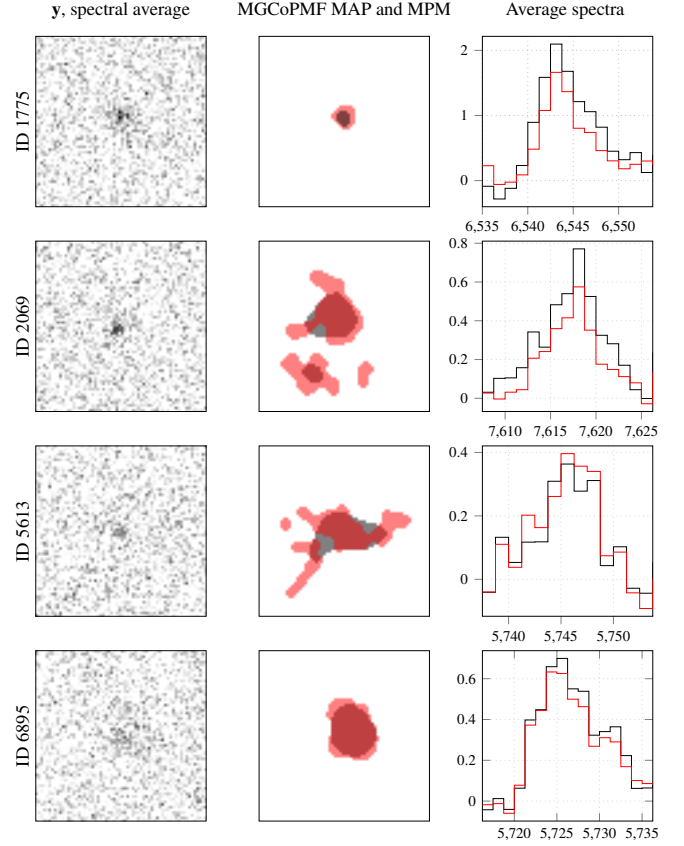 y, spectral average MGCoPMF MAP and MPM Average spectra
ID 1775
2
1
0
6,535 6,540 6,545 6,550
ID 2069
0.8
0.6
0.4
0.2
0
7,610 7,615 7,620 7,625
ID 5613
0.4
0.2
0
5,740 5,745 5,750
ID 6895
0.6
0.4
0.2
0
5,720 5,725 5,730 5,735